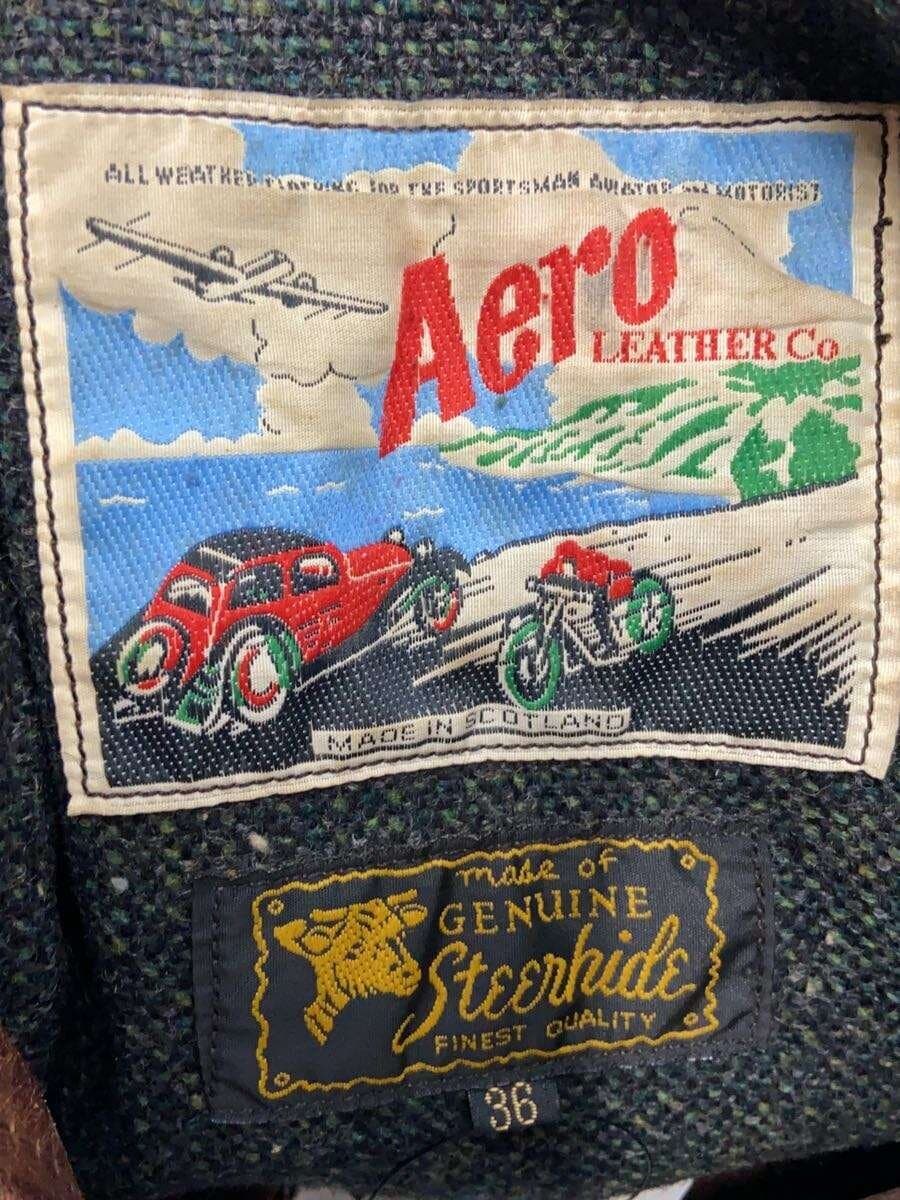 ALL WEATHER CLOTHING FOR THE SPORTSMAN AVIATOR MOTORIST
Aero
LEATHER Co
MADE IN SCOTLAND
made of
GENUINE
Steerhide
FINEST QUALITY
36